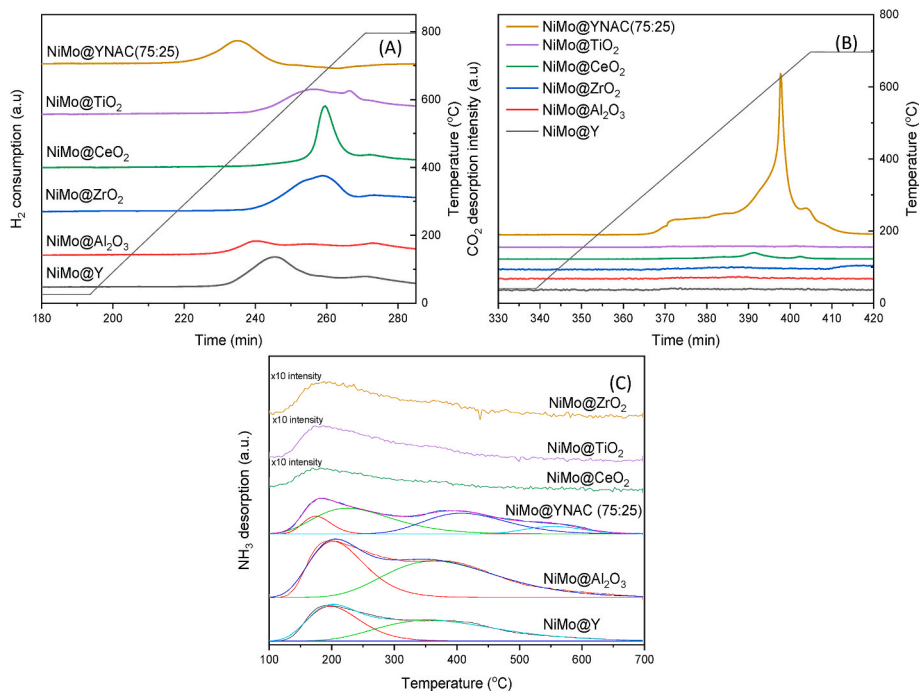 (A)
H₂ consumption (a.u)
NiMo@YNAC(75:25)
NiMo@TiO₂
NiMo@CeO₂
NiMo@ZrO₂
NiMo@Al₂O₃
NiMo@Y
800
600
400
200
0
Temperature (°C)
180 200 220 240 260 280
Time (min)
(B)
CO₂ desorption intensity (a.u)
NiMo@YNAC(75:25)
NiMo@TiO₂
NiMo@CeO₂
NiMo@ZrO₂
NiMo@Al₂O₃
NiMo@Y
800
600
400
200
0
Temperature (°C)
330 340 350 360 370 380 390 400 410 420
Time (min)
(C)
NH₃ desorption (a.u.)
x10 intensity
NiMo@ZrO₂
x10 intensity
NiMo@TiO₂
x10 intensity
NiMo@CeO₂
NiMo@YNAC (75:25)
NiMo@Al₂O₃
NiMo@Y
100 200 300 400 500 600 700
Temperature (°C)